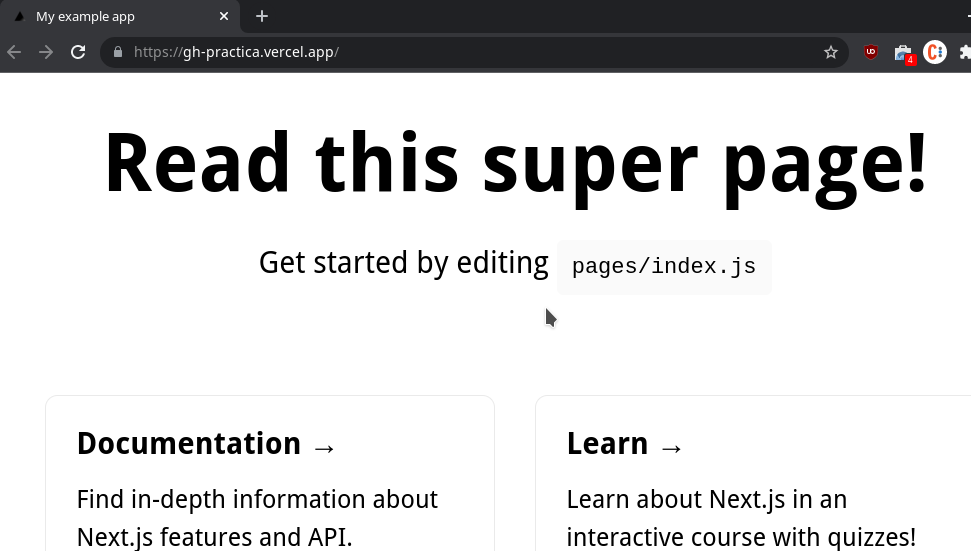 My example app
https://gh-practica.vercel.app/
4
Read this super page!
Get started by editing pages/index.js
Documentation →
Find in-depth information about
Next.js features and API.
Learn →
Learn about Next.js in an
interactive course with quizzes!